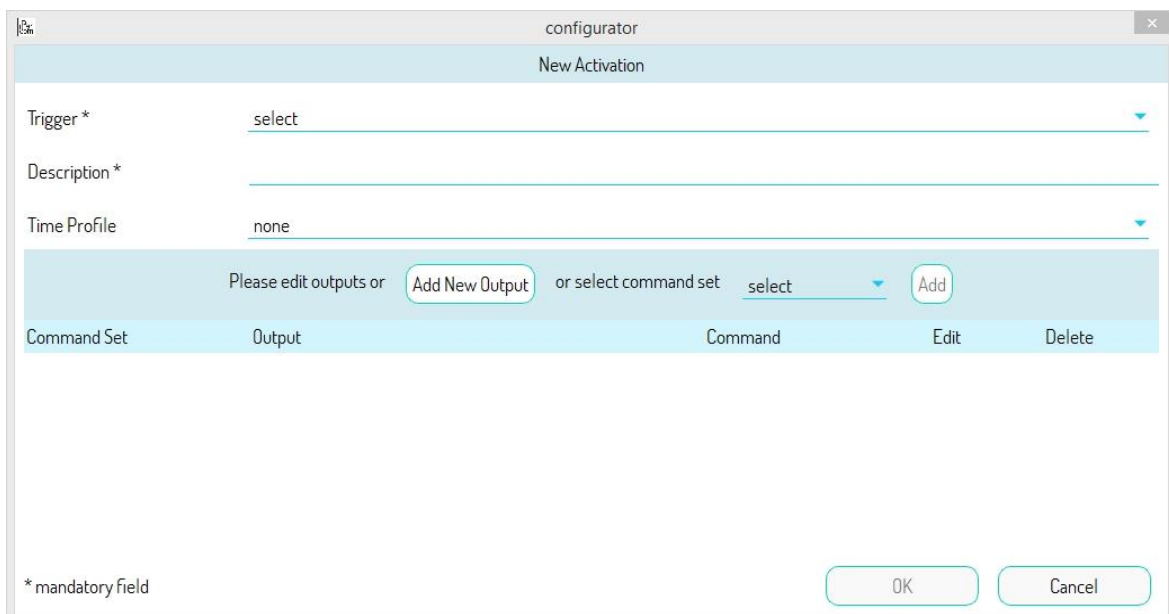 configurator
New Activation
Trigger * select
Description *
Time Profile none
Please edit outputs or Add New Output or select command set select Add
Command Set Output Command Edit Delete
* mandatory field OK Cancel